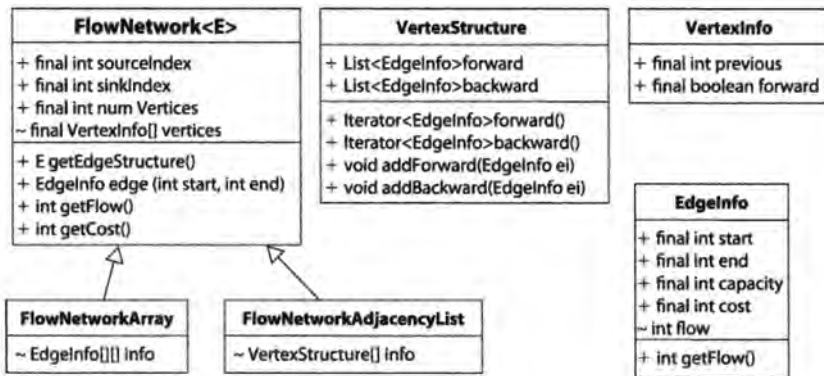 FlowNetwork<E>
+ final int sourceIndex
+ final int sinkIndex
+ final int num Vertices
~ final VertexInfo[] vertices
+ E getEdgeStructure()
+ EdgeInfo edge (int start, int end)
+ int getFlow()
+ int getCost()
VertexStructure
+ List<EdgeInfo>forward
+ List<EdgeInfo>backward
+ Iterator<EdgeInfo>forward()
+ Iterator<EdgeInfo>backward()
+ void addForward(EdgeInfo ei)
+ void addBackward(EdgeInfo ei)
VertexInfo
+ final int previous
+ final boolean forward
EdgeInfo
+ final int start
+ final int end
+ final int capacity
+ final int cost
~ int flow
+ int getFlow()
FlowNetworkArray
~ EdgeInfo[][] info
FlowNetworkAdjacencyList
~ VertexStructure[] info